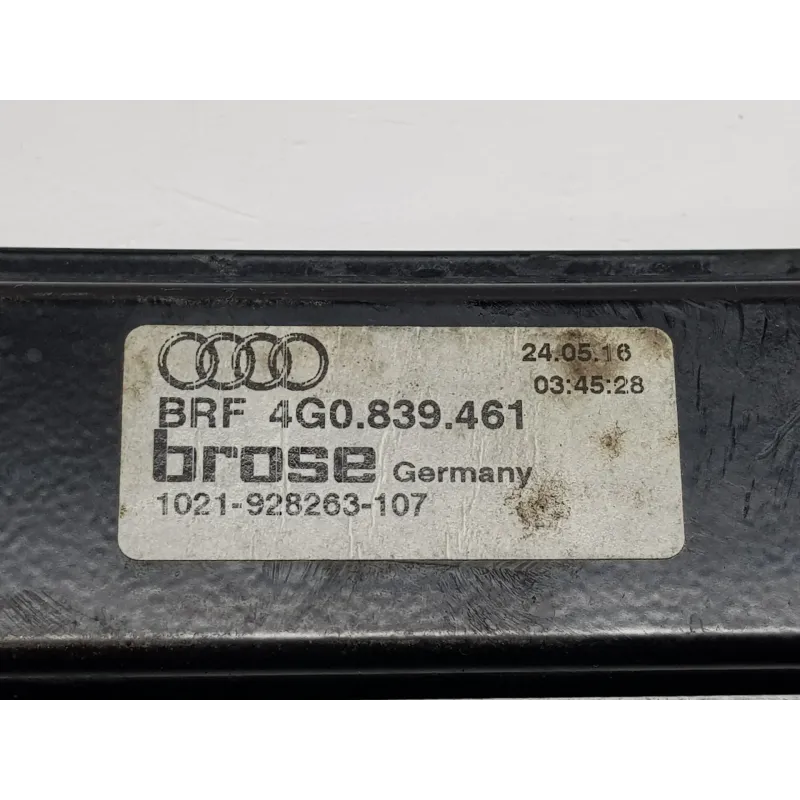 24.05.16
03:45:28
BRF 4G0.839.461
brose Germany
1021-928263-107